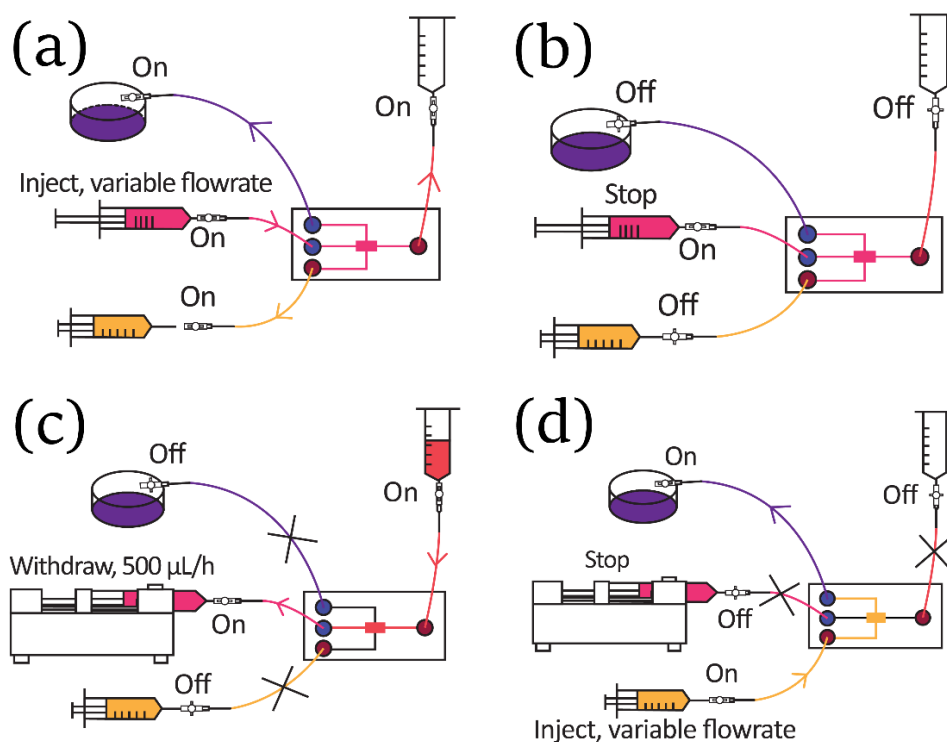 (a)
On
On
Inject, variable flowrate
On
On
(b)
Off
Off
Stop
On
Off
(c)
Off
On
Withdraw, 500 µL/h
On
Off
(d)
On
Off
Stop
Off
On
Inject, variable flowrate